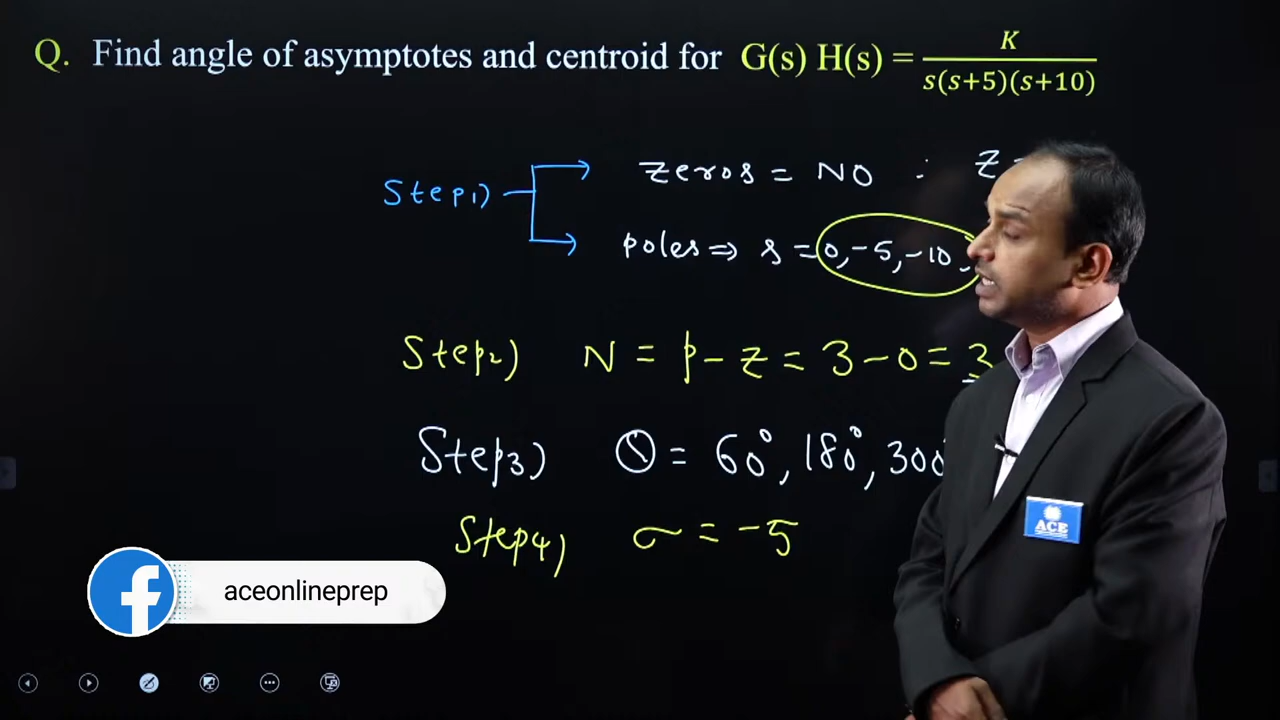 Q. Find angle of asymptotes and centroid for G(s) H(s) = K / s(s+5)(s+10)
Step1) zeros = NO ∴ Z =
poles ⇒ s = 0, -5, -10,
Step2) N = P - Z = 3 - 0 = 3
Step3) θ = 60°, 180°, 300°
Step4) σ = -5
ACE
aceonlineprep